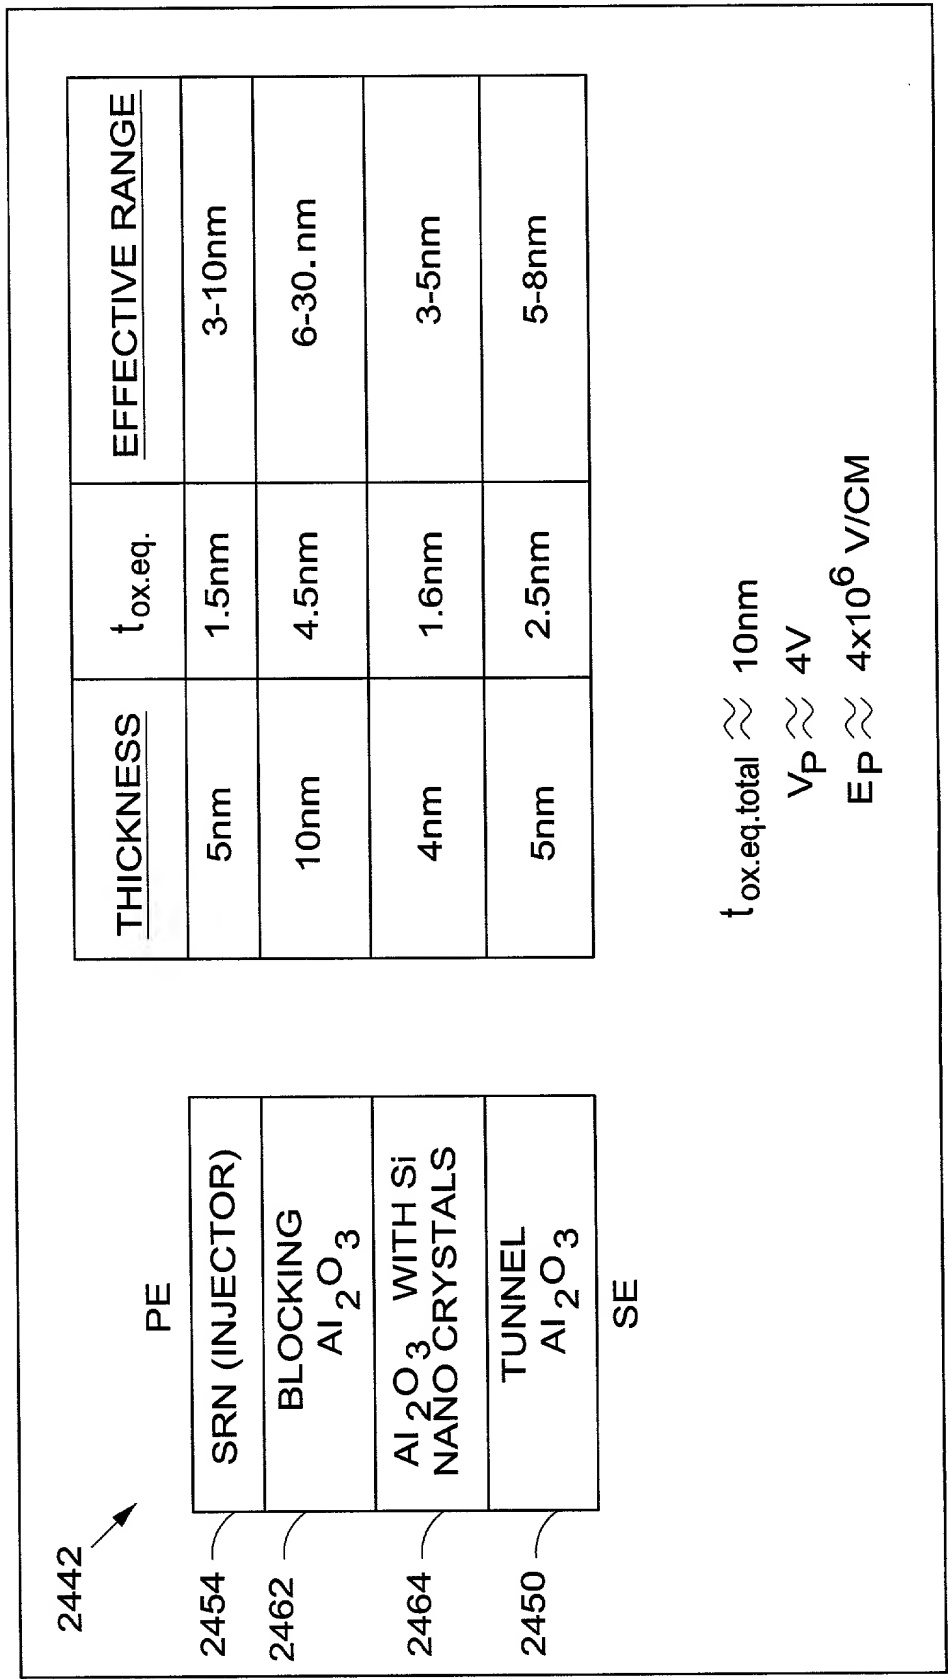 2442
PE
2454
SRN (INJECTOR)
2462
BLOCKING
Al2O3
2464
Al2O3 WITH Si
NANO CRYSTALS
2450
TUNNEL
Al2O3
SE
THICKNESS tox.eq. EFFECTIVE RANGE
5nm 1.5nm 3-10nm
10nm 4.5nm 6-30.nm
4nm 1.6nm 3-5nm
5nm 2.5nm 5-8nm
tox.eq.total ≈ 10nm
VP ≈ 4V
EP ≈ 4x10^6 V/CM